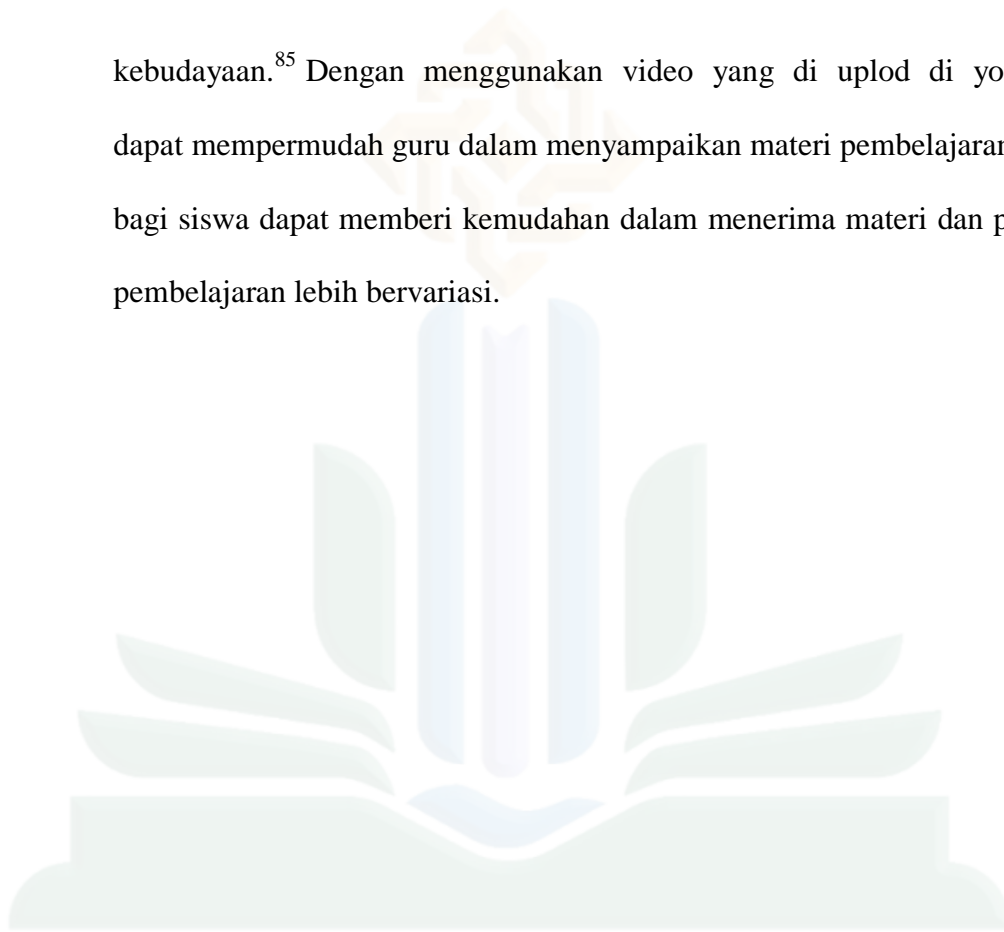 kebudayaan.85 Dengan menggunakan video yang di uplod di yo
dapat mempermudah guru dalam menyampaikan materi pembelajaran
bagi siswa dapat memberi kemudahan dalam menerima materi dan p
pembelajaran lebih bervariasi.